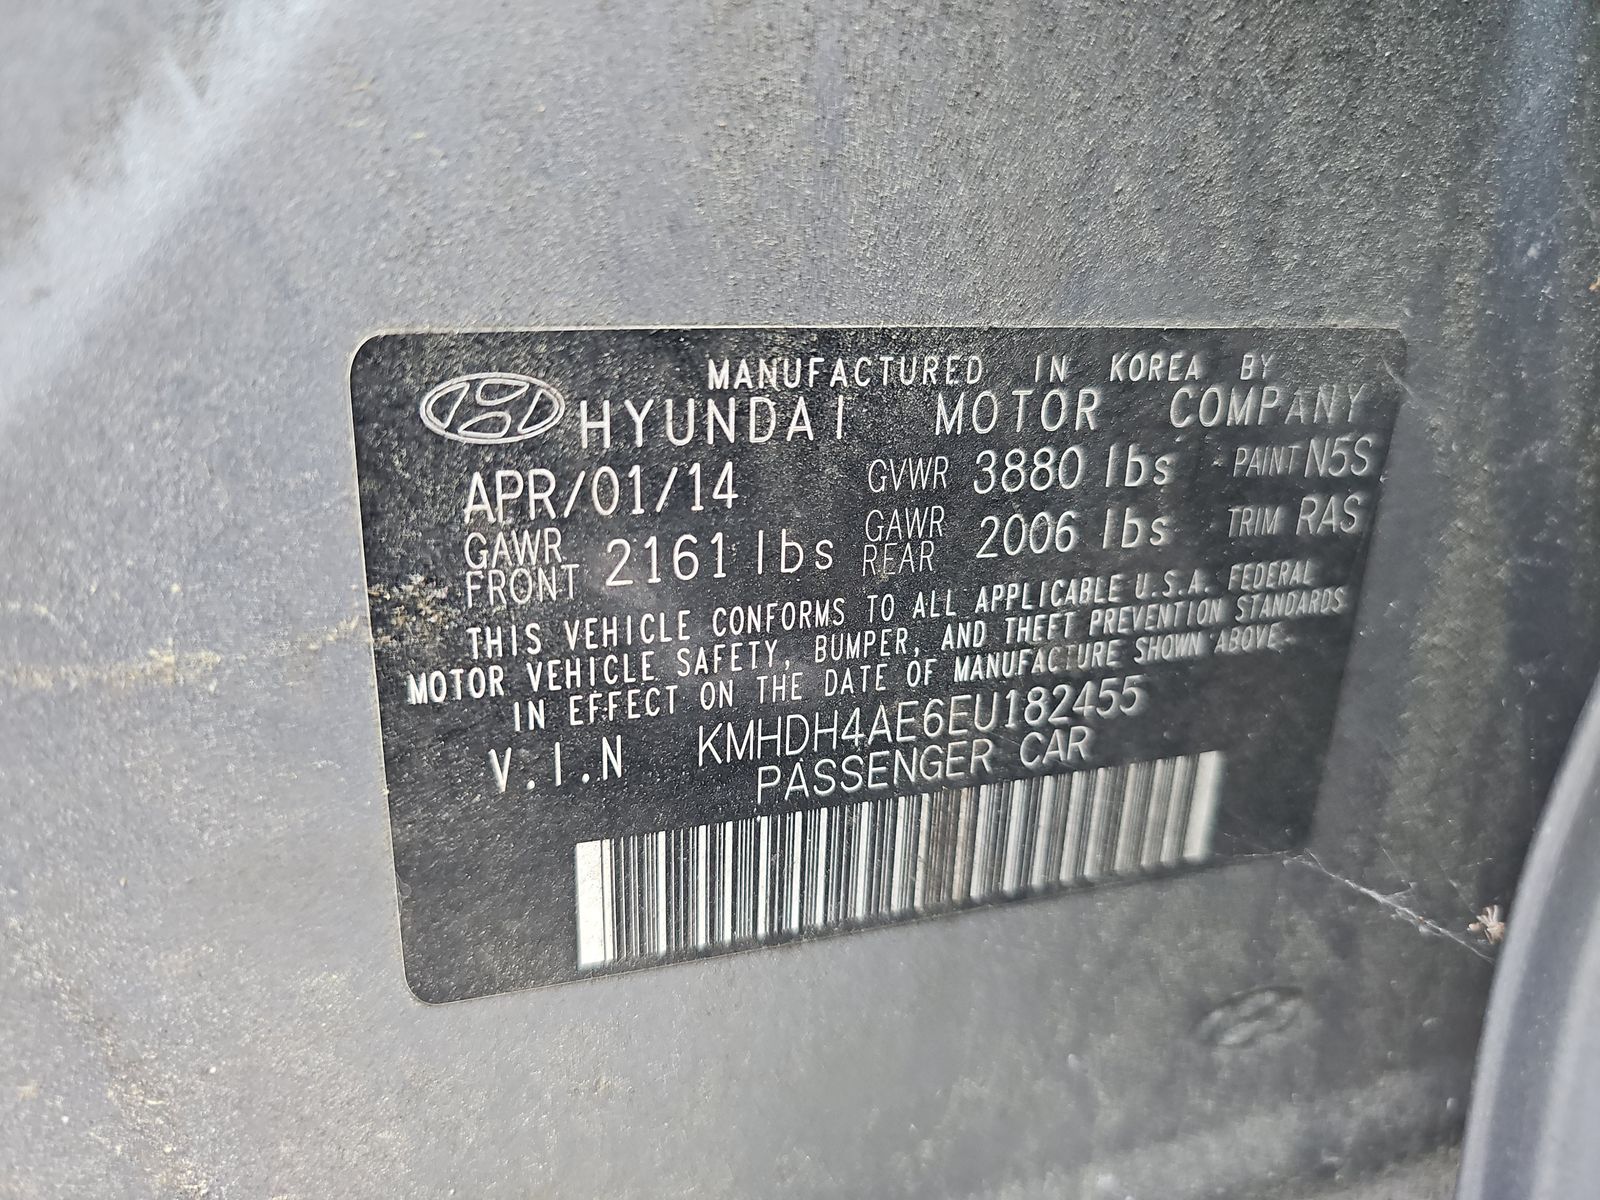 MANUFACTURED IN KOREA BY
HYUNDAI MOTOR COMPANY
APR/01/14 GVWR 3880 lbs PAINT N5S
GAWR FRONT 2161 lbs GAWR REAR 2006 lbs TRIM RAS
THIS VEHICLE CONFORMS TO ALL APPLICABLE U.S.A. FEDERAL
MOTOR VEHICLE SAFETY, BUMPER, AND THEFT PREVENTION STANDARDS
IN EFFECT ON THE DATE OF MANUFACTURE SHOWN ABOVE.
V.I.N KMHDH4AE6EU182455
PASSENGER CAR